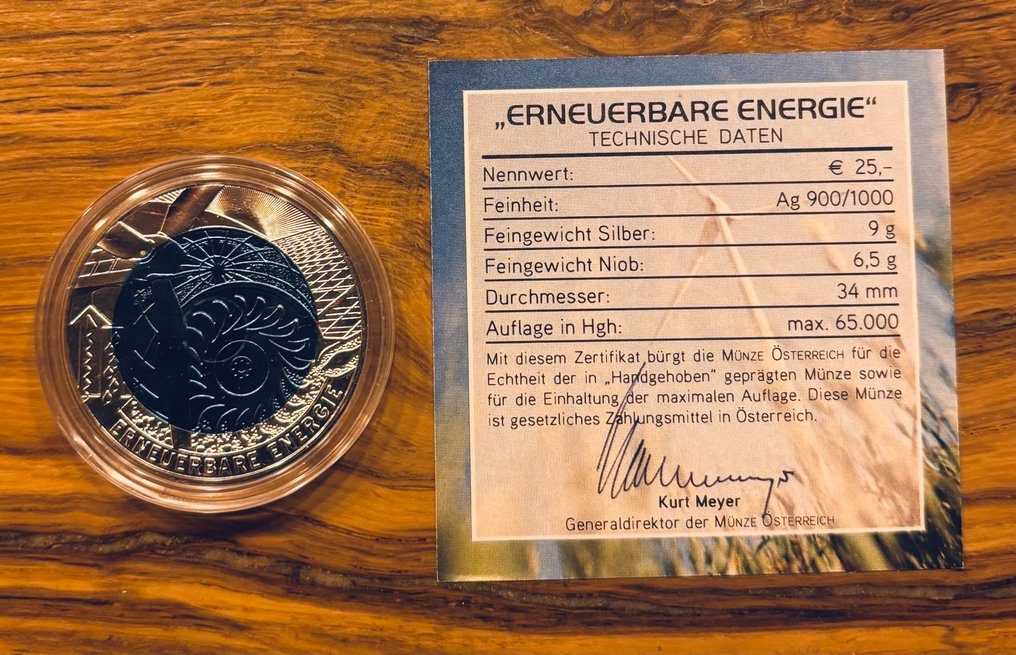 ERNEUERBARE ENERGIE
„ERNEUERBARE ENERGIE“
TECHNISCHE DATEN
Nennwert: € 25,-
Feinheit: Ag 900/1000
Feingewicht Silber: 9 g
Feingewicht Niob: 6,5 g
Durchmesser: 34 mm
Auflage in Hgh: max. 65.000
Mit diesem Zertifikat bürgt die MÜNZE ÖSTERREICH für die
Echtheit der in „Handgehoben“ geprägten Münze sowie
für die Einhaltung der maximalen Auflage. Diese Münze
ist gesetzliches Zahlungsmittel in Österreich.
Kurt Meyer
Generaldirektor der MÜNZE ÖSTERREICH